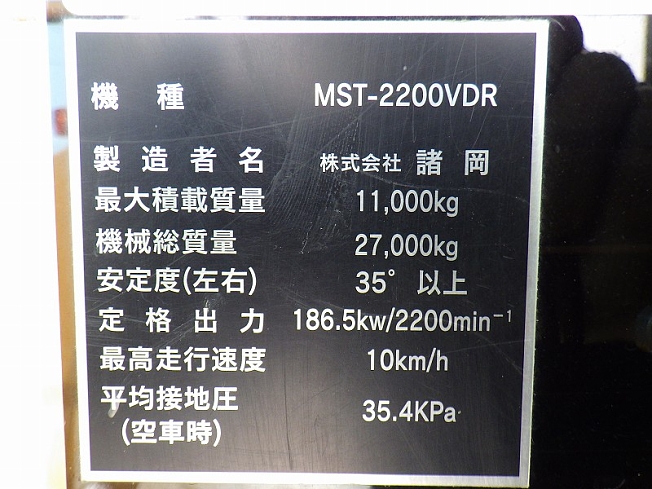 機種 MST-2200VDR
製造者名 株式会社 諸岡
最大積載質量 11,000kg
機械総質量 27,000kg
安定度(左右) 35° 以上
定格出力 186.5kw/2200min⁻¹
最高走行速度 10km/h
平均接地圧 35.4KPa
(空車時)